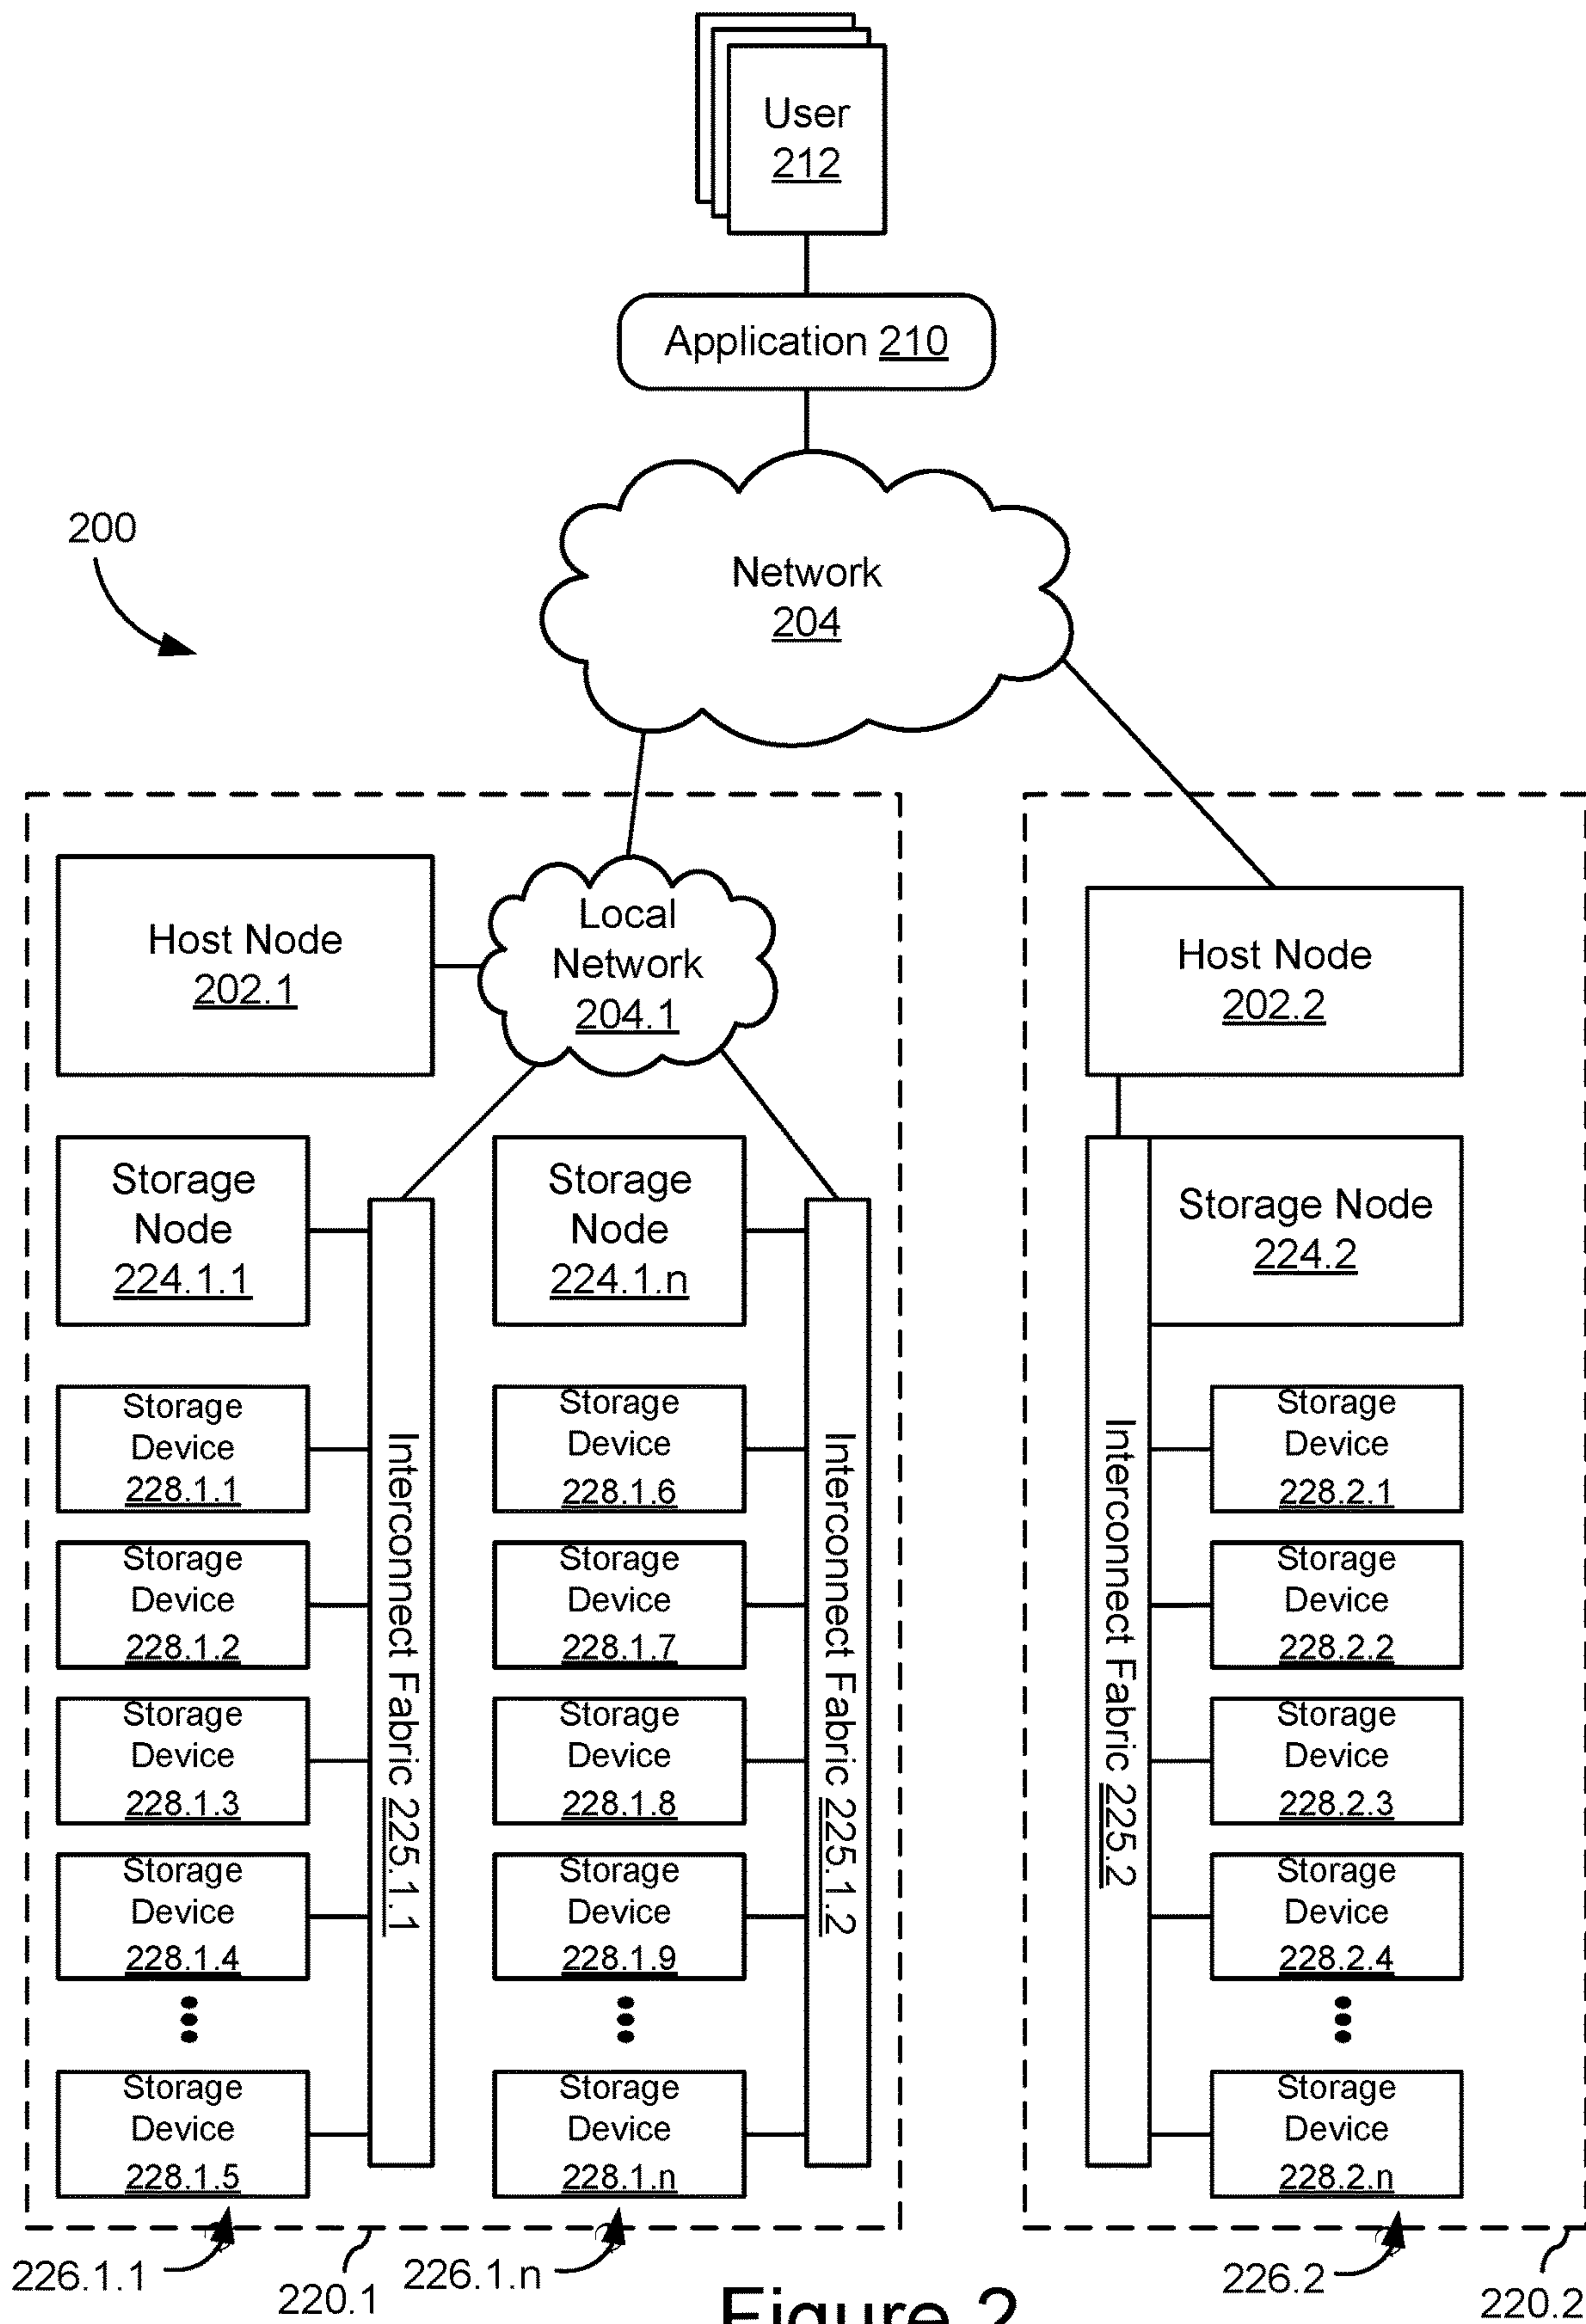 User
212
Application 210
200
Network
204
Host Node
202.1
Local
Network
204.1
Host Node
202.2
Storage
Node
224.1.1
Storage
Node
224.1.n
Storage Node
224.2
Storage
Device
228.1.1
Storage
Device
228.1.2
Storage
Device
228.1.3
Storage
Device
228.1.4
Storage
Device
228.1.5
Interconnect Fabric 225.1.1
Storage
Device
228.1.6
Storage
Device
228.1.7
Storage
Device
228.1.8
Storage
Device
228.1.9
Storage
Device
228.1.n
Interconnect Fabric 225.1.2
Interconnect Fabric 225.2
Storage
Device
228.2.1
Storage
Device
228.2.2
Storage
Device
228.2.3
Storage
Device
228.2.4
Storage
Device
228.2.n
226.1.1
220.1
226.1.n
226.2
220.2
Figure 2